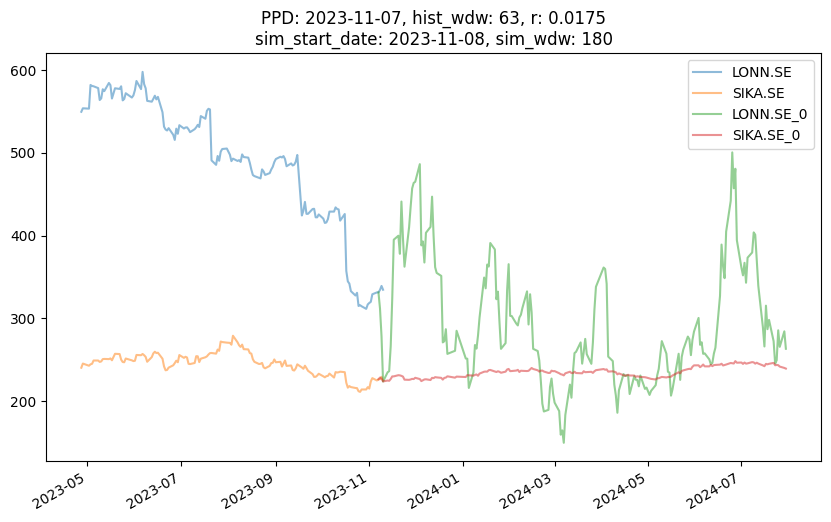 PPD: 2023-11-07, hist_wdw: 63, r: 0.0175
sim_start_date: 2023-11-08, sim_wdw: 180
LONN.SE
SIKA.SE
LONN.SE_0
SIKA.SE_0
600
500
400
300
200
2023-05
2023-07
2023-09
2023-11
2024-01
2024-03
2024-05
2024-07